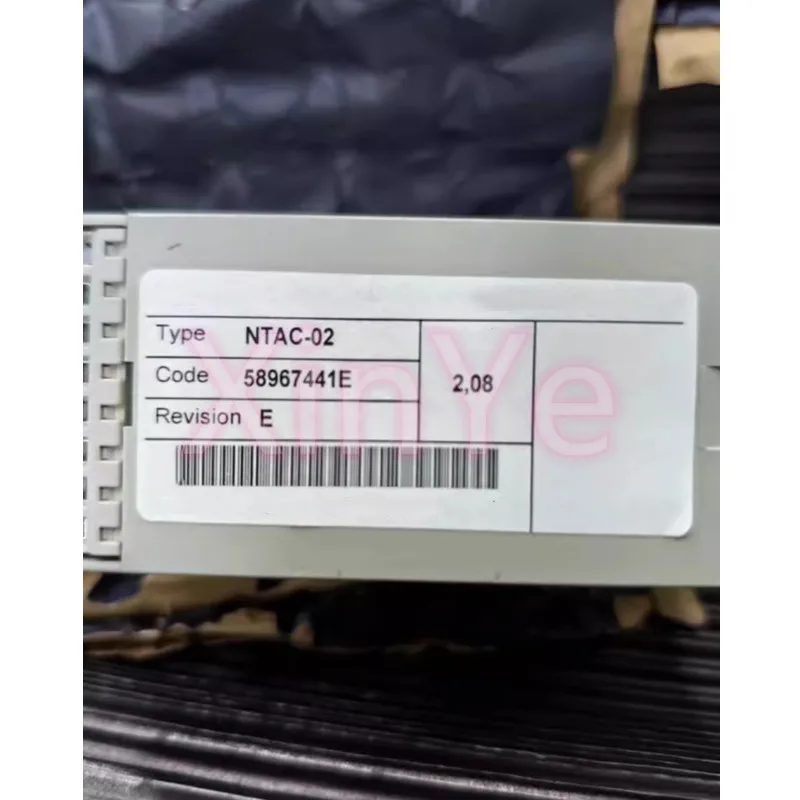 Type NTAC-02
Code 58967441E
2,08
Revision E
XinYe